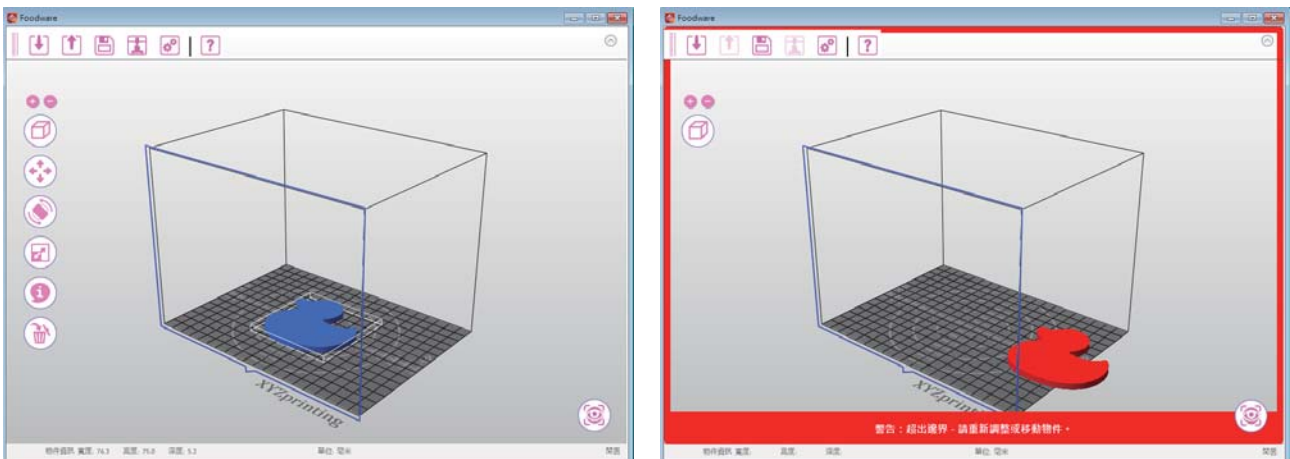 Foodware
XYZprinting
物件資訊 寬度: 74.3 高度: 75.0 深度: 5.2 單位: 毫米
Foodware
XYZprinting
警告：超出邊界，請重新調整或移動物件。
物件資訊 寬度: 高度: 深度: 單位: 毫米